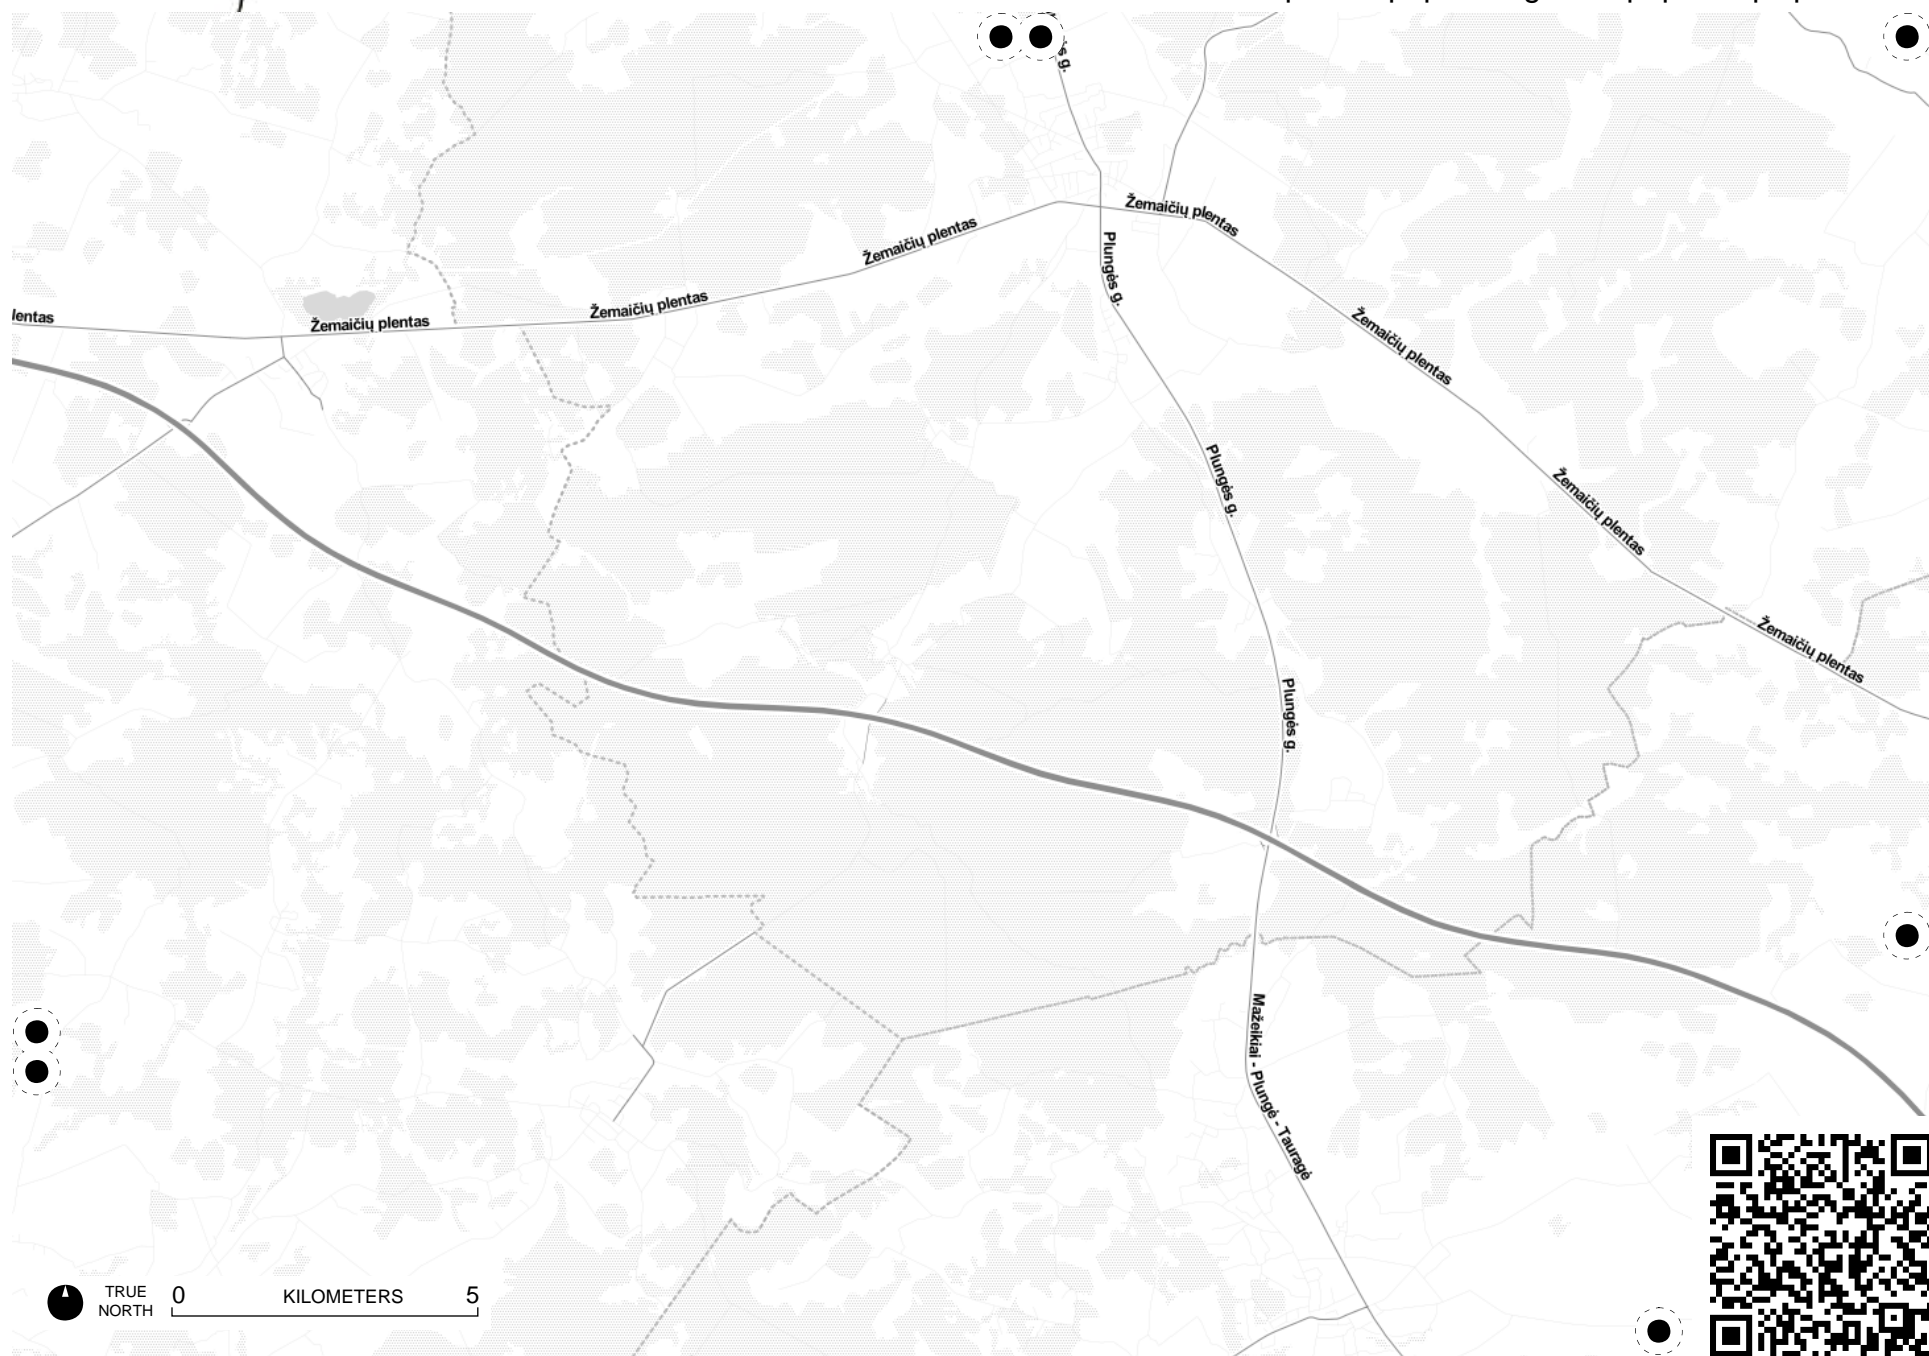 s g.
Žemaičių plentas
Plungės g.
Žemaičių plentas
Žemaičių plentas
lentas
Žemaičių plentas
Žemaičių plentas
Plungės g.
Žemaičių plentas
Žemaičių plentas
Plungės g.
Mažeikiai - Plungė - Tauragė
TRUE
NORTH
0 KILOMETERS 5